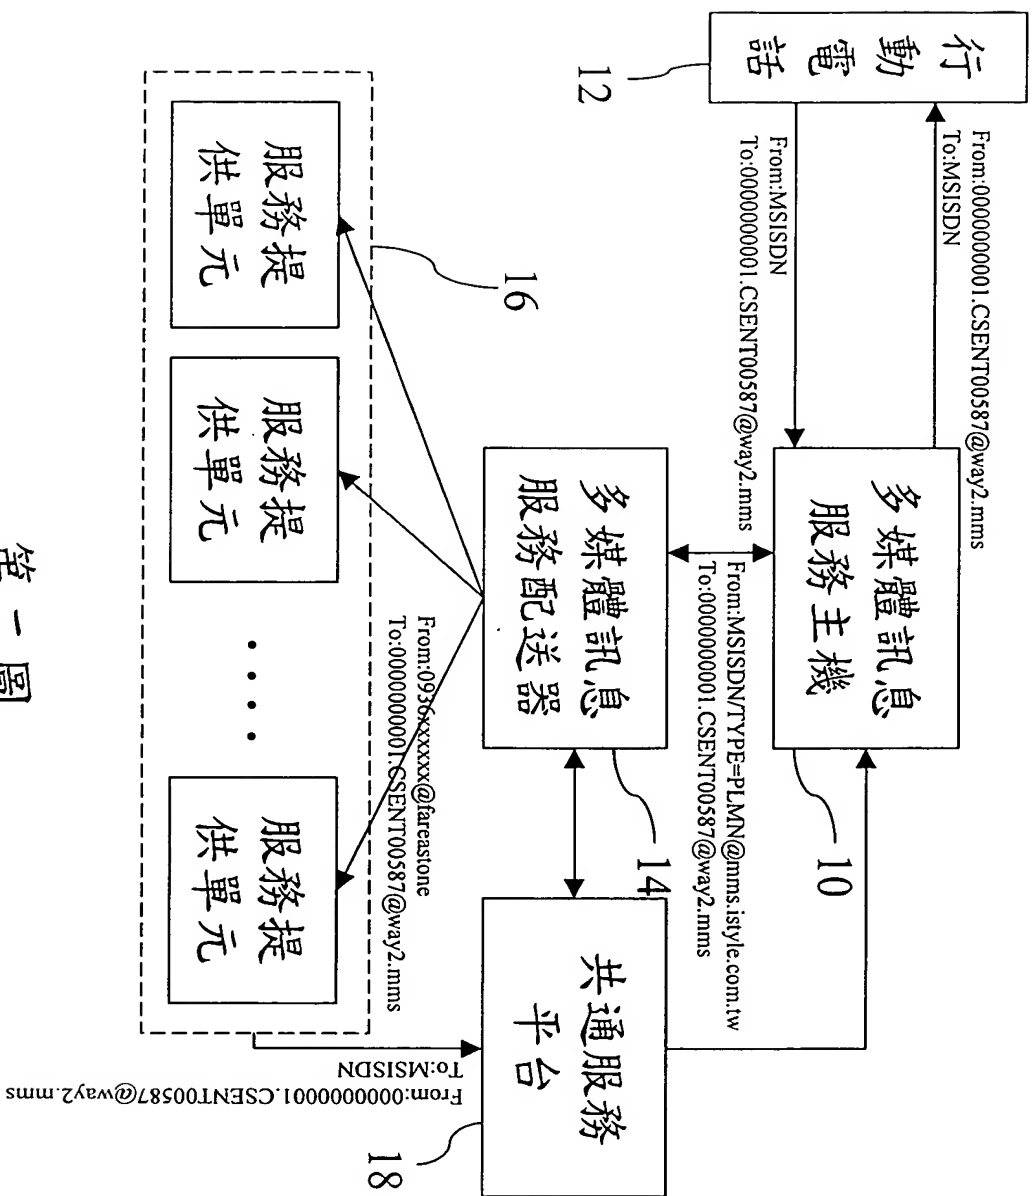 行動電話
12
From:0000000001.CSENT00587@way2.mms
To:MSISDN
From:MSISDN
To:0000000001.CSENT00587@way2.mms
多媒體訊息
服務主機
10
From:MSISDN/TYPE=PLMN@mms.istyle.com.tw
To:0000000001.CSENT00587@way2.mms
多媒體訊息
服務配送器
14
共通服務
平台
18
16
From:0936xxxxxx@fareastone
To:0000000001.CSENT00587@way2.mms
服務提
供單元
服務提
供單元
‧‧‧‧
服務提
供單元
To:MSISDN
From:0000000001.CSENT00587@way2.mms
第一圖